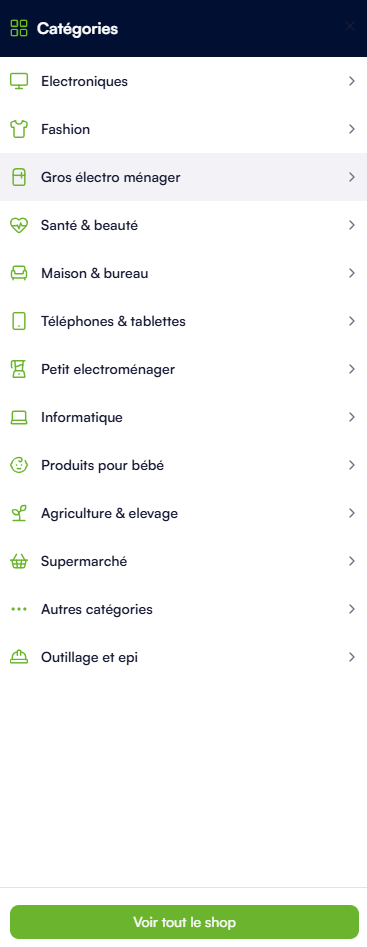 Catégories
Electroniques
Fashion
Gros électro ménager
Santé & beauté
Maison & bureau
Téléphones & tablettes
Petit electroménager
Informatique
Produits pour bébé
Agriculture & elevage
Supermarché
Autres catégories
Outillage et epi
Voir tout le shop